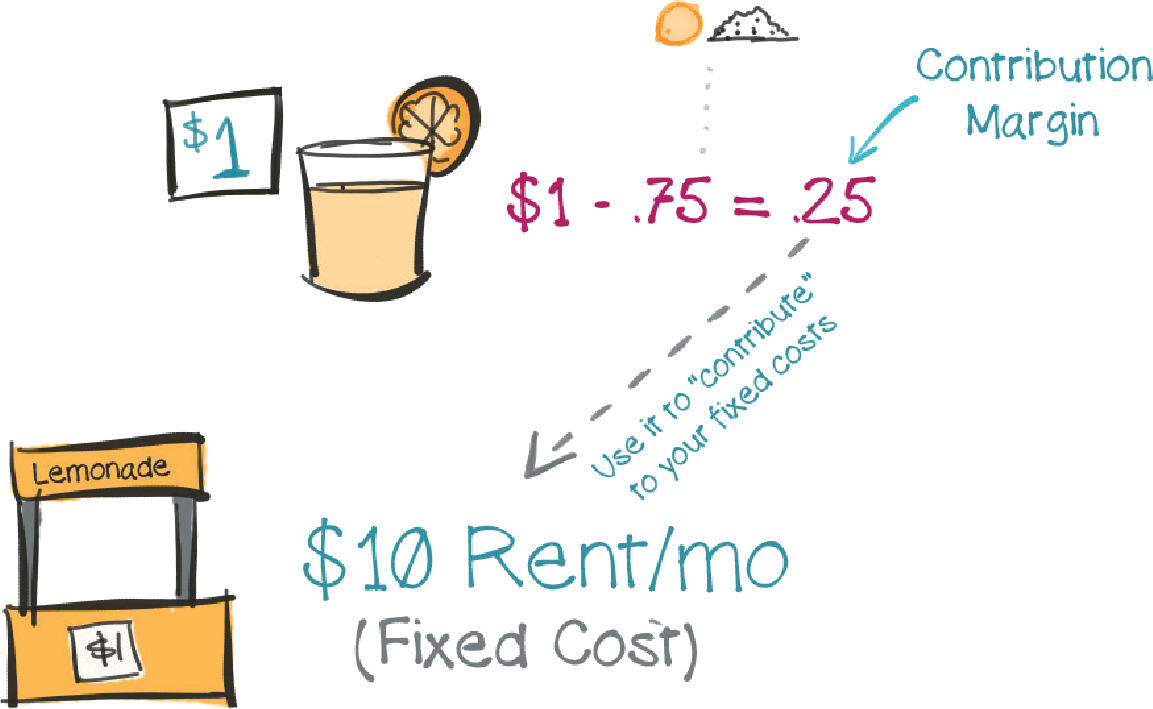 Contribution
Margin
$1
$1 - .75 = .25
Use it to "contribute"
to your fixed costs
Lemonade
$1
$10 Rent/mo
(Fixed Cost)